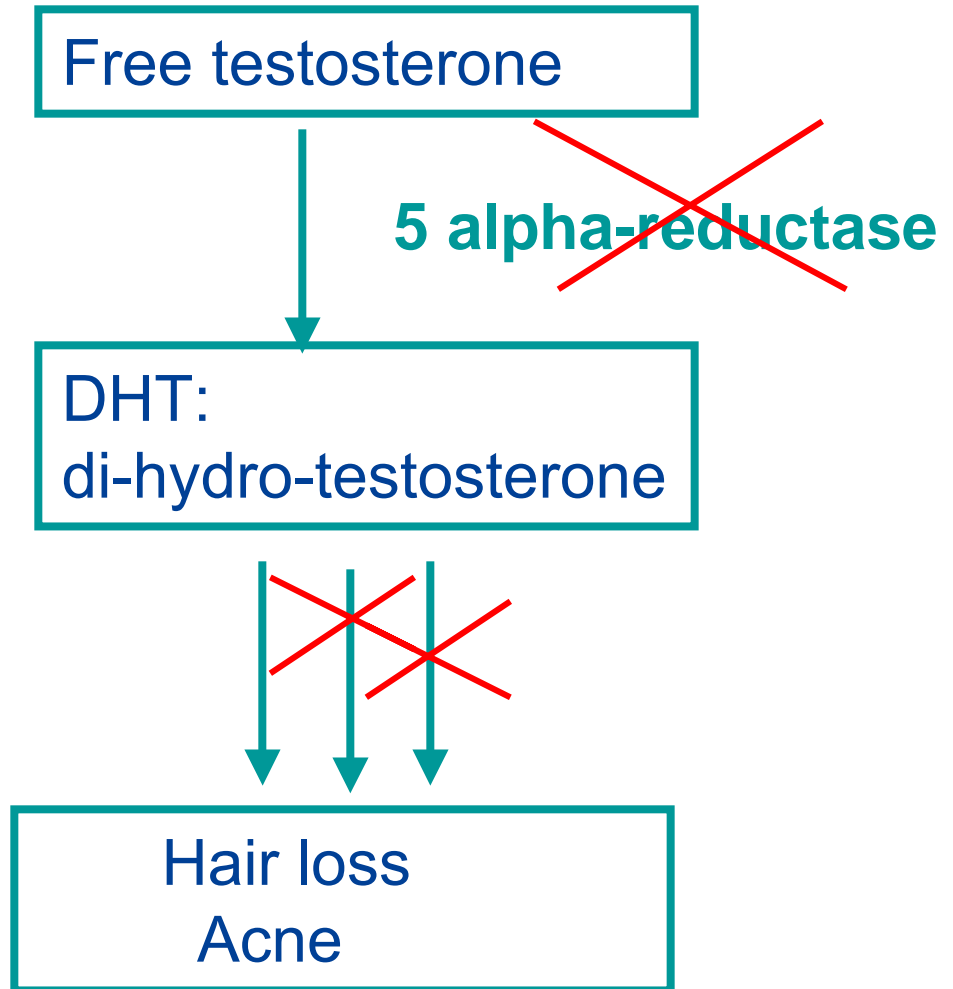 Free testosterone
5 alpha-reductase
DHT:
di-hydro-testosterone
Hair loss
Acne